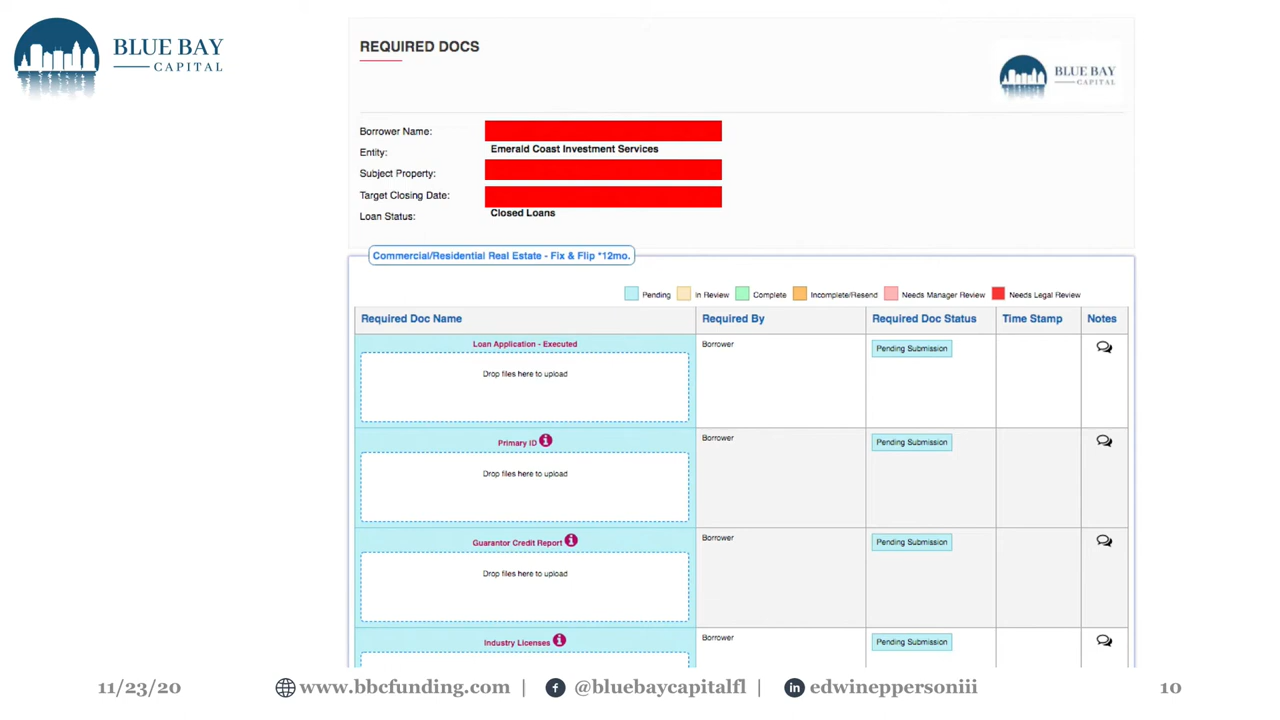 BLUE BAY
CAPITAL
REQUIRED DOCS
BLUE BAY
CAPITAL
Borrower Name:
Entity: Emerald Coast Investment Services
Subject Property:
Target Closing Date:
Loan Status: Closed Loans
Commercial/Residential Real Estate - Fix & Flip *12mo.
Pending In Review Complete Incomplete/Resend Needs Manager Review Needs Legal Review
Required Doc Name Required By Required Doc Status Time Stamp Notes
Loan Application - Executed Borrower Pending Submission
Drop files here to upload
Primary ID Borrower Pending Submission
Drop files here to upload
Guarantor Credit Report Borrower Pending Submission
Drop files here to upload
Industry Licenses Borrower Pending Submission
11/23/20 www.bbcfunding.com | @bluebaycapitalfl | edwineppersoniii 10